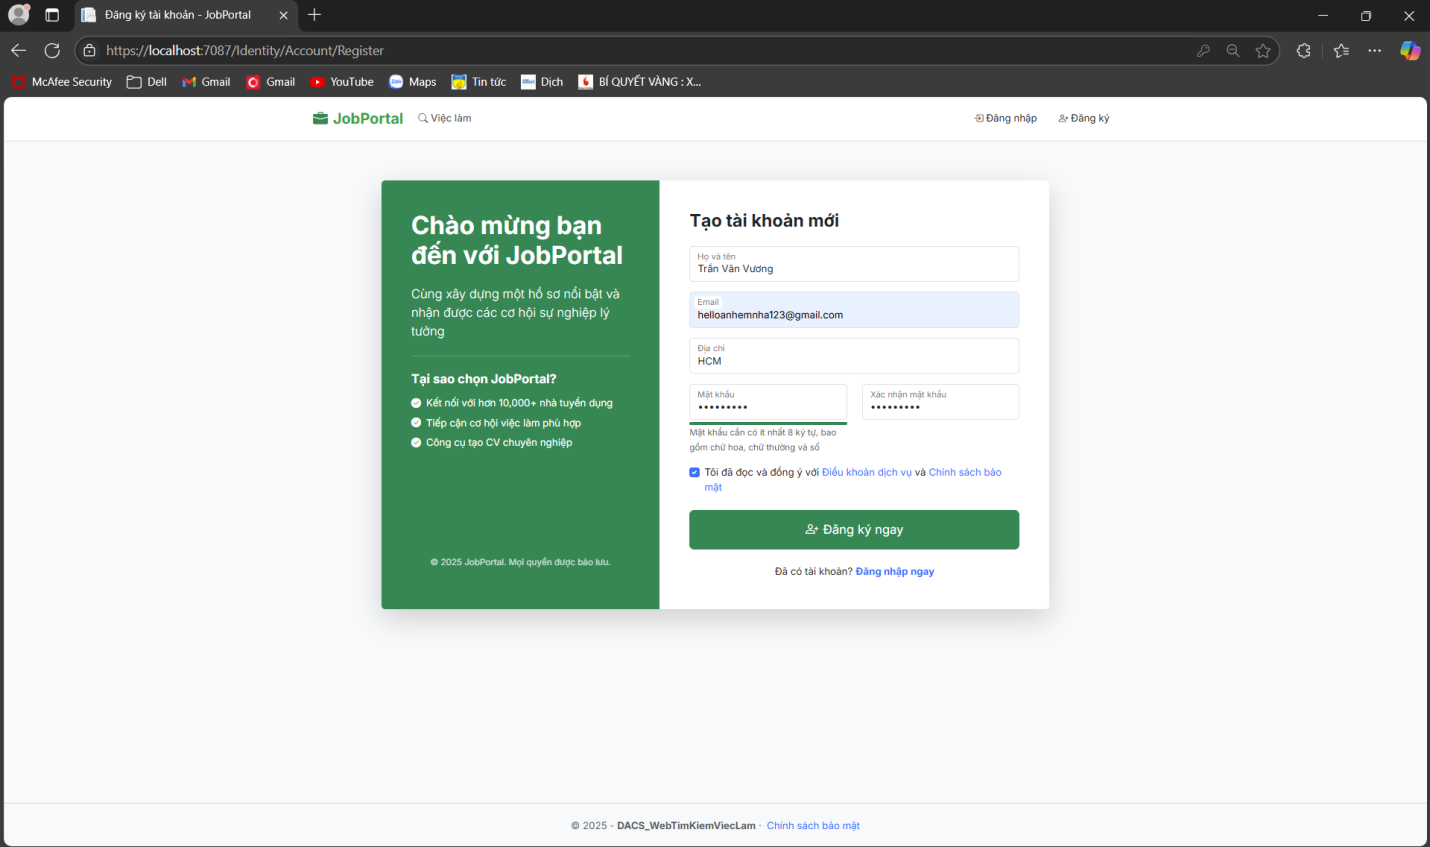 Đăng ký tài khoản - JobPortal
https://localhost:7087/Identity/Account/Register
McAfee Security Dell Gmail Gmail YouTube Maps Tin tức Dịch BÍ QUYẾT VÀNG : X...
JobPortal Việc làm Đăng nhập Đăng ký
Chào mừng bạn
đến với JobPortal
Cùng xây dựng một hồ sơ nổi bật và
nhận được các cơ hội sự nghiệp lý
tưởng
Tại sao chọn JobPortal?
Kết nối với hơn 10,000+ nhà tuyển dụng
Tiếp cận cơ hội việc làm phù hợp
Công cụ tạo CV chuyên nghiệp
© 2025 JobPortal. Mọi quyền được bảo lưu.
Tạo tài khoản mới
Họ và tên
Trần Văn Vương
Email
helloanhemnha123@gmail.com
Địa chỉ
HCM
Mật khẩu Xác nhận mật khẩu
••••••••• •••••••••
Mật khẩu cần có ít nhất 8 ký tự, bao
gồm chữ hoa, chữ thường và số
Tôi đã đọc và đồng ý với Điều khoản dịch vụ và Chính sách bảo
mật
Đăng ký ngay
Đã có tài khoản? Đăng nhập ngay
© 2025 - DACS_WebTimKiemViecLam · Chính sách bảo mật